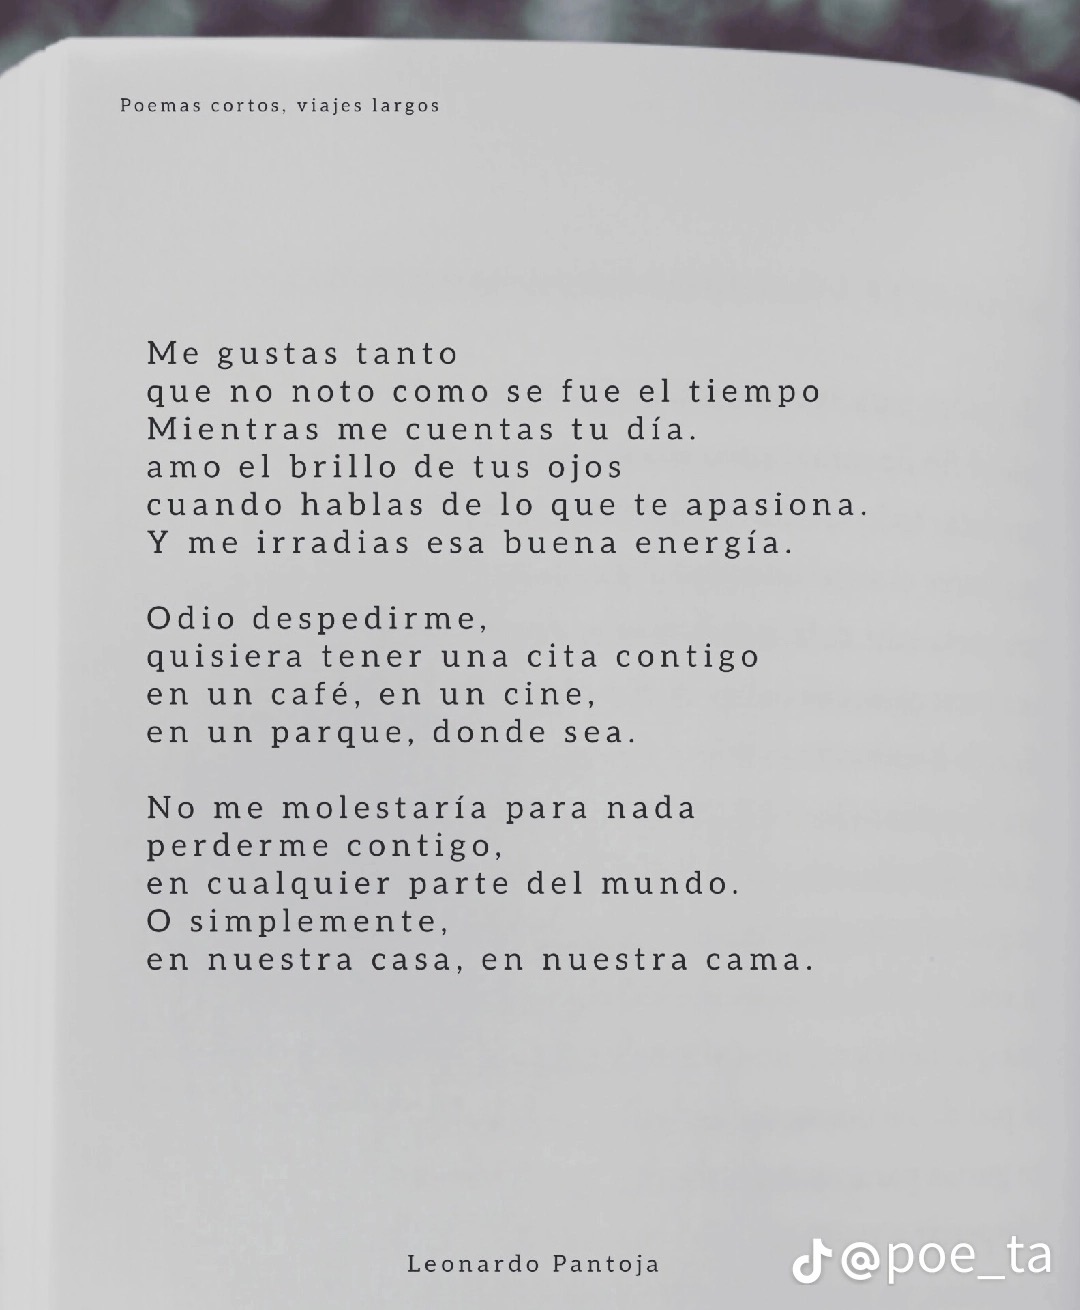 Poemas cortos, viajes largos
Me gustas tanto
que no noto como se fue el tiempo
Mientras me cuentas tu día.
amo el brillo de tus ojos
cuando hablas de lo que te apasiona.
Y me irradias esa buena energía.
Odio despedirme,
quisiera tener una cita contigo
en un café, en un cine,
en un parque, donde sea.
No me molestaría para nada
perderme contigo,
en cualquier parte del mundo.
O simplemente,
en nuestra casa, en nuestra cama.
Leonardo Pantoja
@poe_ta